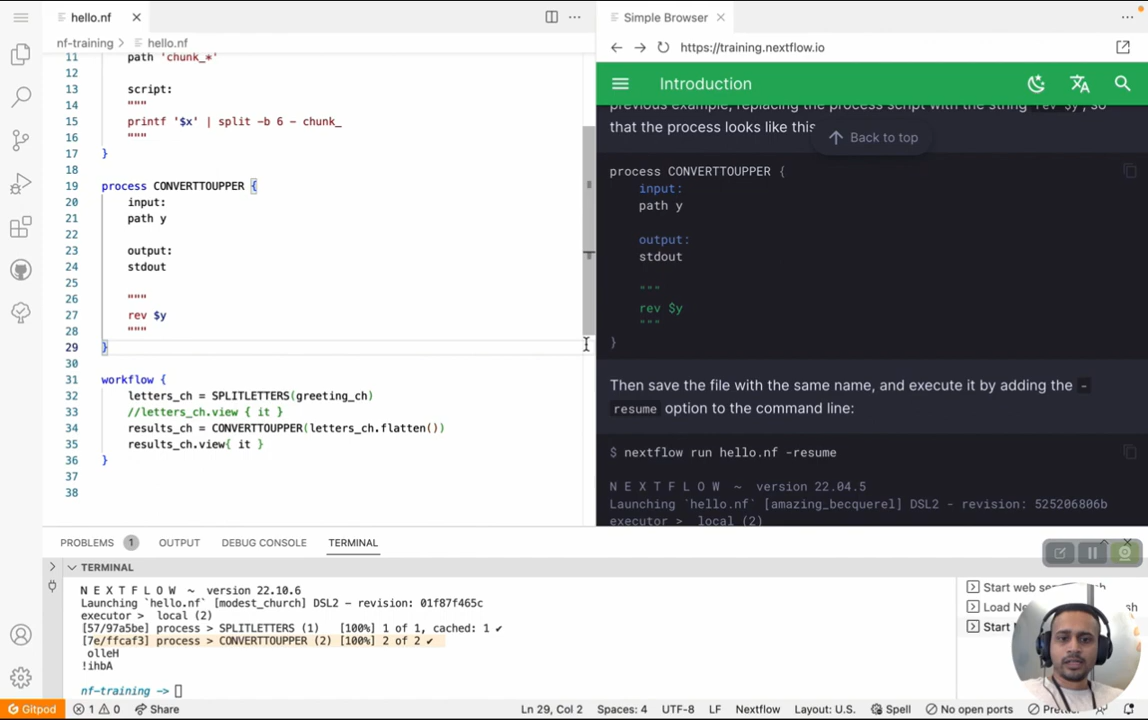 hello.nf
Simple Browser
nf-training > hello.nf
https://training.nextflow.io
Introduction
11 path 'chunk_*'
12
13 script:
14 """
15 printf '$x' | split -b 6 - chunk_
16 """
17 }
18
19 process CONVERTTOUPPER {
20 input:
21 path y
22
23 output:
24 stdout
25
26 """
27 rev $y
28 """
29 }
30
31 workflow {
32 letters_ch = SPLITLETTERS(greeting_ch)
33 //letters_ch.view { it }
34 results_ch = CONVERTTOUPPER(letters_ch.flatten())
35 results_ch.view{ it }
36 }
37
38
previous example, replacing the process script with the string rev $y, so
that the process looks like this
Back to top
process CONVERTTOUPPER {
input:
path y
output:
stdout
"""
rev $y
"""
}
Then save the file with the same name, and execute it by adding the -
resume option to the command line:
$ nextflow run hello.nf -resume
N E X T F L O W ~ version 22.04.5
Launching `hello.nf` [amazing_becquerel] DSL2 - revision: 525206806b
executor > local (2)
PROBLEMS 1 OUTPUT DEBUG CONSOLE TERMINAL
TERMINAL
N E X T F L O W ~ version 22.10.6
Launching `hello.nf` [modest_church] DSL2 - revision: 01f87f465c
executor > local (2)
[57/97a5be] process > SPLITLETTERS (1) [100%] 1 of 1, cached: 1 ✔
[7e/ffcaf3] process > CONVERTTOUPPER (2) [100%] 2 of 2 ✔
olleH
!ihbA
nf-training ->
Start web
Load
Start
Gitpod 1 0 Share Ln 29, Col 2 Spaces: 4 UTF-8 LF Nextflow Layout: U.S. Spell No open ports